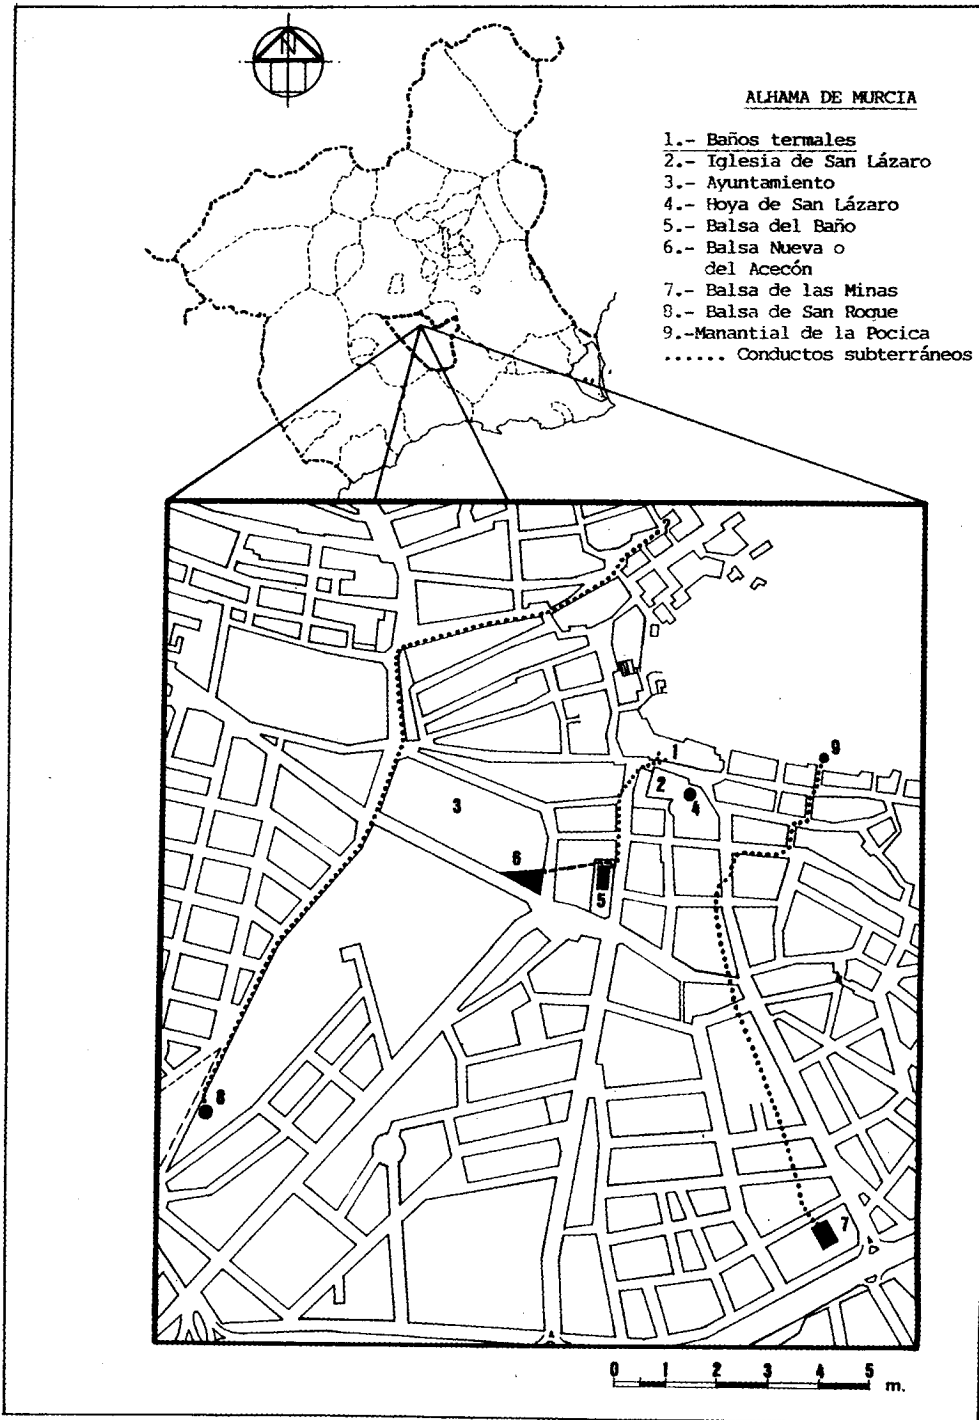 N
ALHAMA DE MURCIA
1.- Baños termales
2.- Iglesia de San Lázaro
3.- Ayuntamiento
4.- Hoya de San Lázaro
5.- Balsa del Baño
6.- Balsa Nueva o
del Acecón
7.- Balsa de las Minas
8.- Balsa de San Roque
9.-Manantial de la Pocica
...... Conductos subterráneos
?
1
9
2
4
3
6
5
8
7
0 1 2 3 4 5 m.